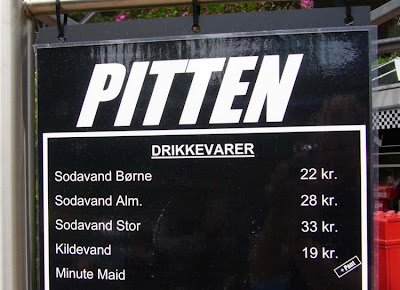 PITTEN
DRIKKEVARER
Sodavand Børne 22 kr.
Sodavand Alm. 28 kr.
Sodavand Stor 33 kr.
Kildevand 19 kr.
+ Pant
Minute Maid